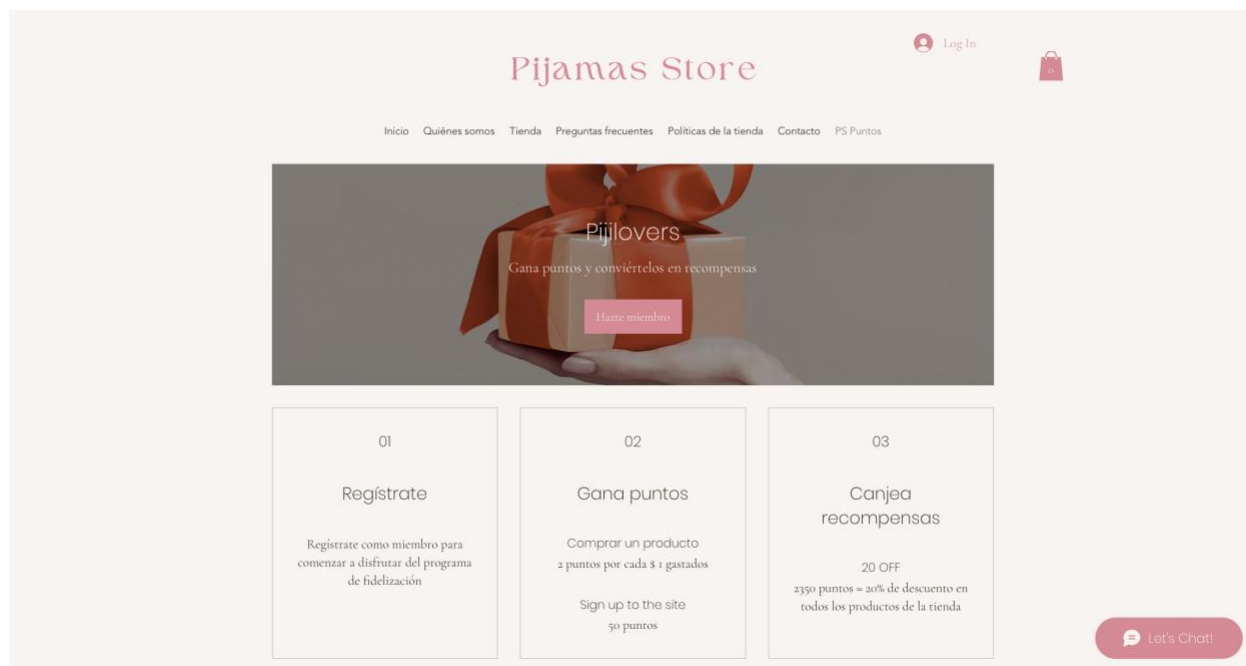 Log In
Pijamas Store
0
Inicio Quiénes somos Tienda Preguntas frecuentes Políticas de la tienda Contacto PS Puntos
Pijilovers
Gana puntos y conviértelos en recompensas
Hazte miembro
01
Regístrate
Regístrate como miembro para
comenzar a disfrutar del programa
de fidelización
02
Gana puntos
Comprar un producto
2 puntos por cada $ 1 gastados
Sign up to the site
50 puntos
03
Canjea
recompensas
20 OFF
2350 puntos = 20% de descuento en
todos los productos de la tienda
Let's Chat!